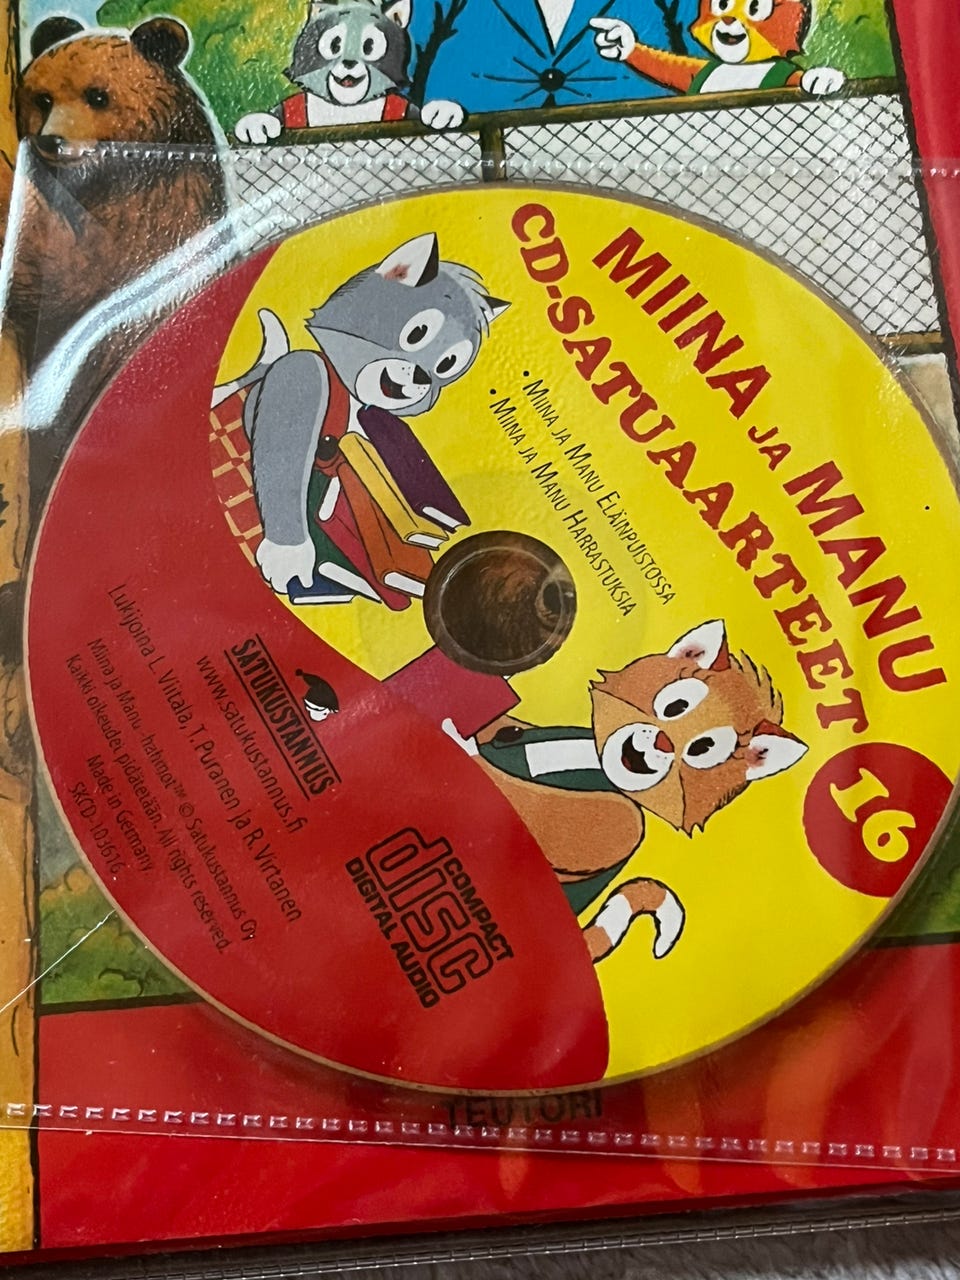 MIINA JA MANU
CD-SATUAARTEET
16
• MIINA JA MANU ELÄINPUISTOSSA
• MIINA JA MANU HARRASTUKSIA
SATUKUSTANNUS
www.satukustannus.fi
Lukijoina L. Viitala, T. Puranen ja R. Virtanen
Miina ja Manu -hahmot™ © Satukustannus Oy
Kaikki oikeudet pidätetään. All rights reserved.
Made in Germany
SKCD-103616
COMPACT
disc
DIGITAL AUDIO
TEUTORI